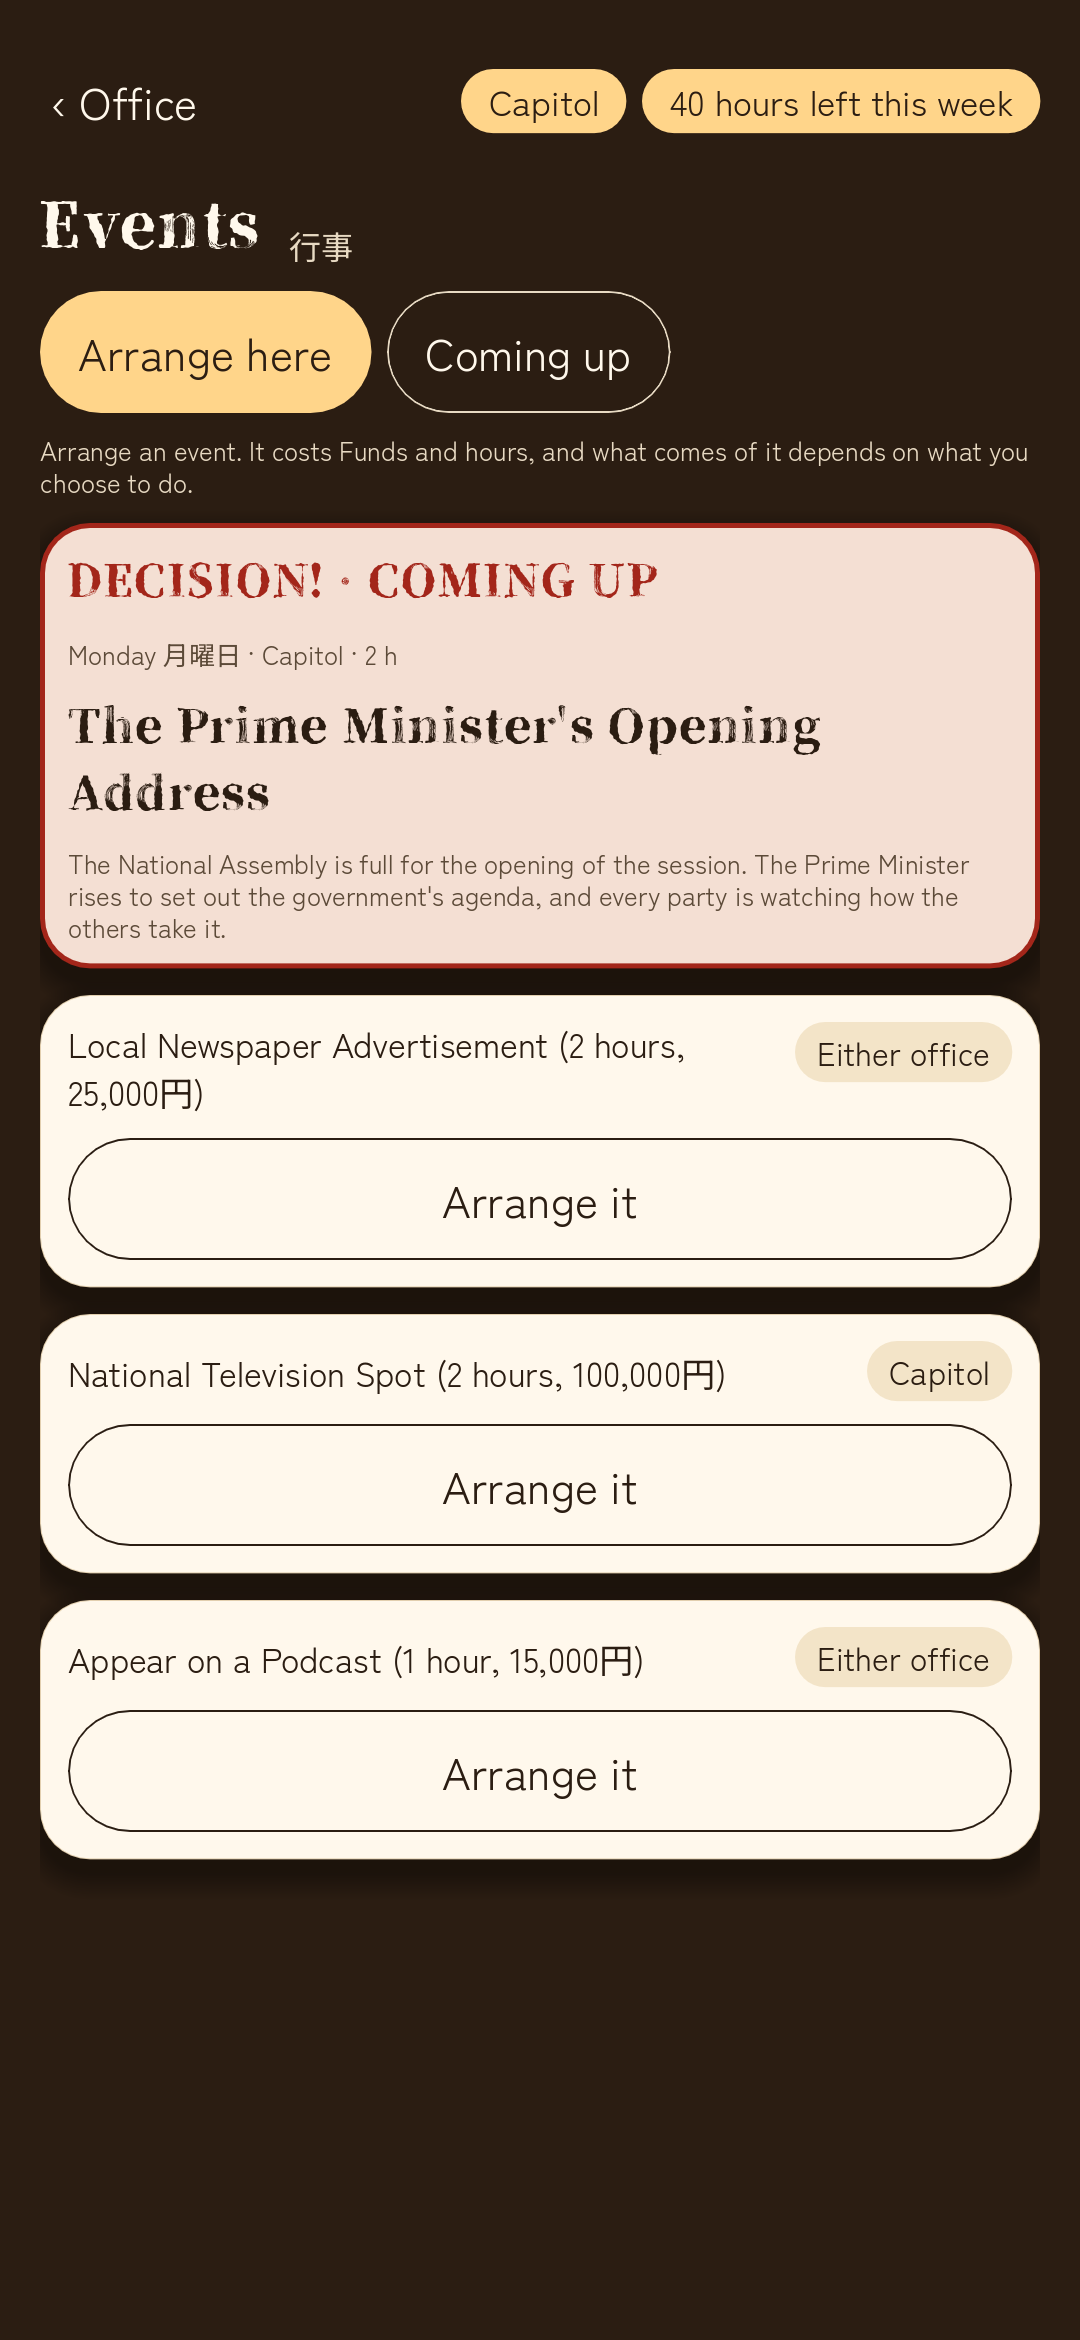 ‹ Office
Capitol
40 hours left this week
Events 行事
Arrange here
Coming up
Arrange an event. It costs Funds and hours, and what comes of it depends on what you
choose to do.
DECISION! · COMING UP
Monday 月曜日 · Capitol · 2 h
The Prime Minister's Opening
Address
The National Assembly is full for the opening of the session. The Prime Minister
rises to set out the government's agenda, and every party is watching how the
others take it.
Local Newspaper Advertisement (2 hours,
25,000円)
Either office
Arrange it
National Television Spot (2 hours, 100,000円)
Capitol
Arrange it
Appear on a Podcast (1 hour, 15,000円)
Either office
Arrange it